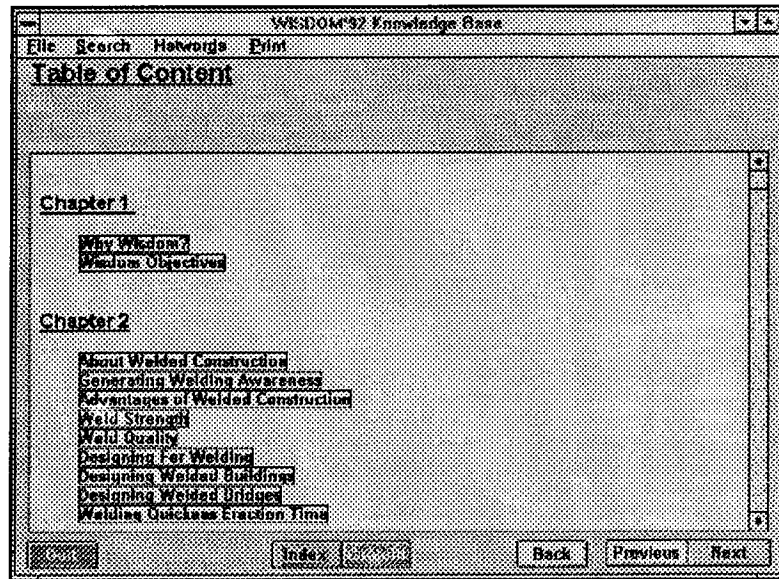 WISDOM'92 Knowledge Base
File Search Hotwords Print
Table of Content
Chapter 1
Why Wisdom?
Wisdom Objectives
Chapter 2
About Welded Construction
Generating Welding Awareness
Advantages of Welded Construction
Weld Strength
Weld Quality
Designing For Welding
Designing Welded Buildings
Designing Welded Bridges
Welding Quickens Erection Time
Index Back Previous Next